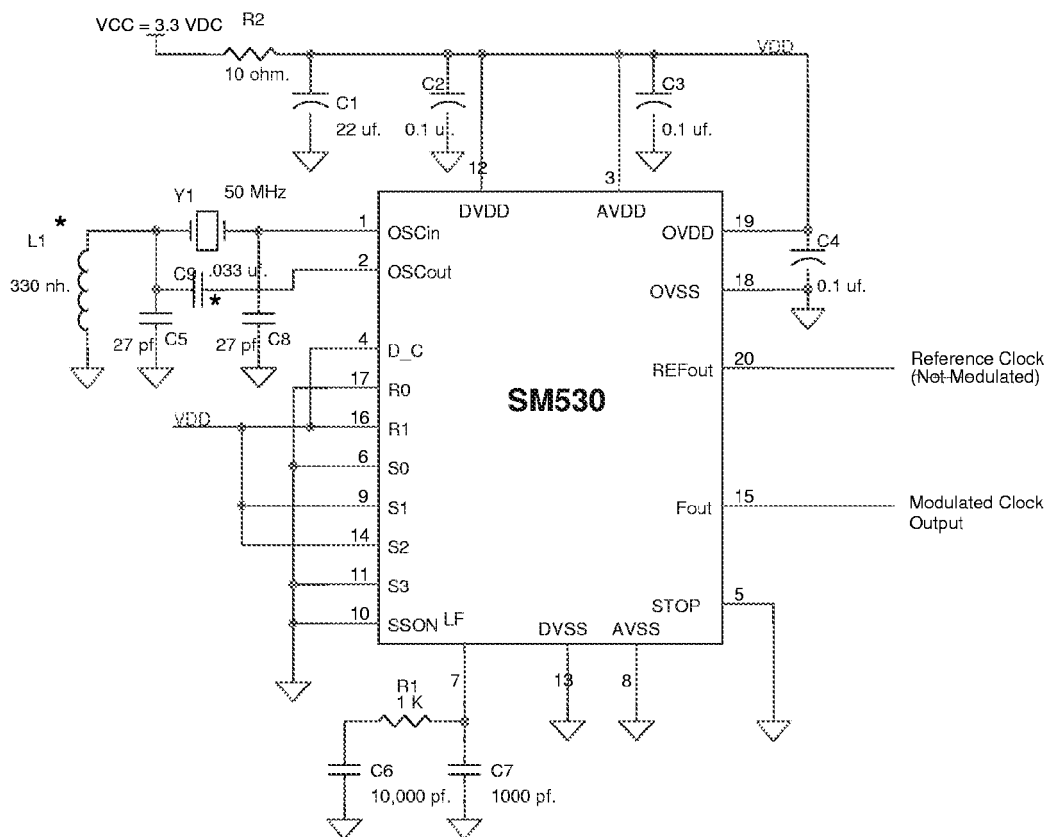 VCC = 3.3 VDC
R2
10 ohm.
VDD
C1
22 uf.
C2
0.1 uf.
C3
0.1 uf.
12
3
Y1
50 MHz
DVDD
AVDD
L1
*
330 nh.
1
OSCin
2
OSCout
C9
.033 uf.
*
C5
27 pf
C8
27 pf
OVDD
19
C4
0.1 uf.
OVSS
18
4
D_C
17
R0
VDD
16
R1
6
S0
9
S1
14
S2
11
S3
10
SSON
LF
SM530
REFout
20
Reference Clock
(Not Modulated)
Fout
15
Modulated Clock
Output
STOP
5
DVSS
AVSS
7
13
8
R1
1 K
C6
10,000 pf.
C7
1000 pf.